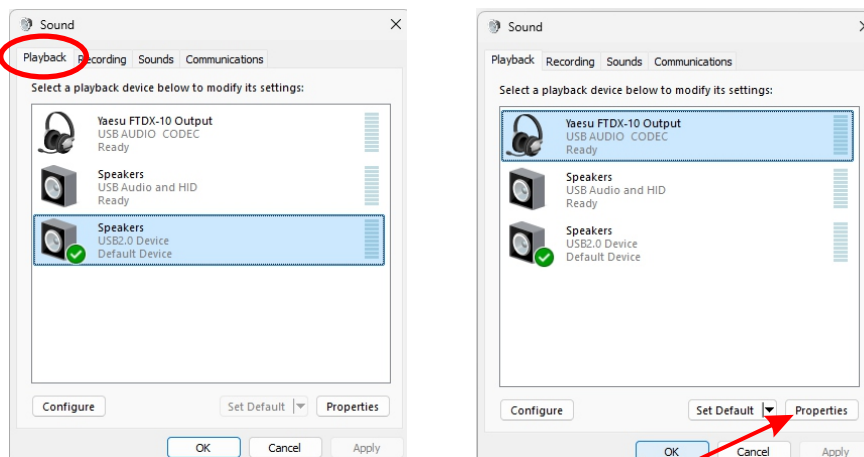 Sound
Playback Recording Sounds Communications
Select a playback device below to modify its settings:
Yaesu FTDX-10 Output
USB AUDIO CODEC
Ready
Speakers
USB Audio and HID
Ready
Speakers
USB2.0 Device
Default Device
Configure Set Default Properties
OK Cancel Apply
Sound
Playback Recording Sounds Communications
Select a playback device below to modify its settings:
Yaesu FTDX-10 Output
USB AUDIO CODEC
Ready
Speakers
USB Audio and HID
Ready
Speakers
USB2.0 Device
Default Device
Configure Set Default Properties
OK Cancel Apply